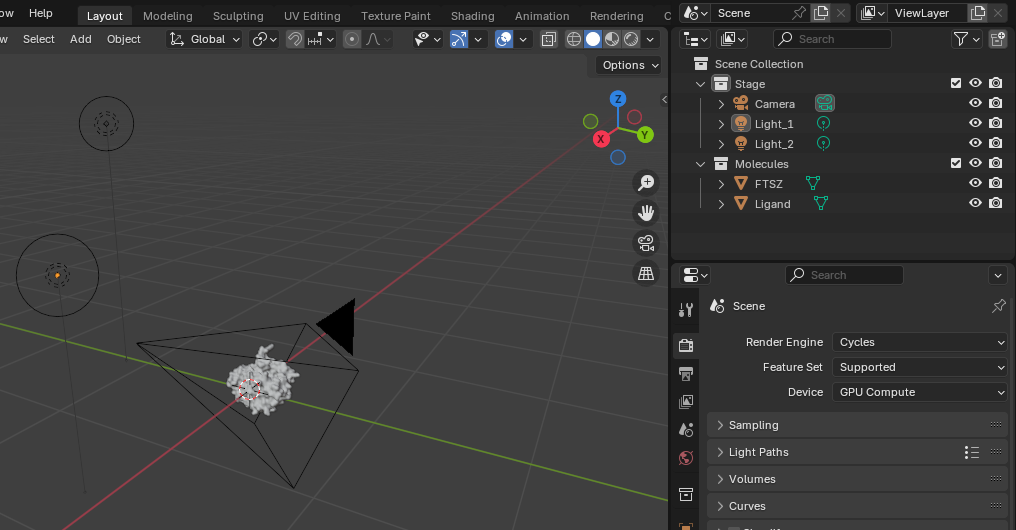 ow Help Layout Modeling Sculpting UV Editing Texture Paint Shading Animation Rendering C Scene ViewLayer
w Select Add Object Global Search
Options
Scene Collection
Stage
Camera
Light_1
Light_2
Molecules
FTSZ
Ligand
Z
Y
X
Search
Scene
Render Engine Cycles
Feature Set Supported
Device GPU Compute
Sampling
Light Paths
Volumes
Curves